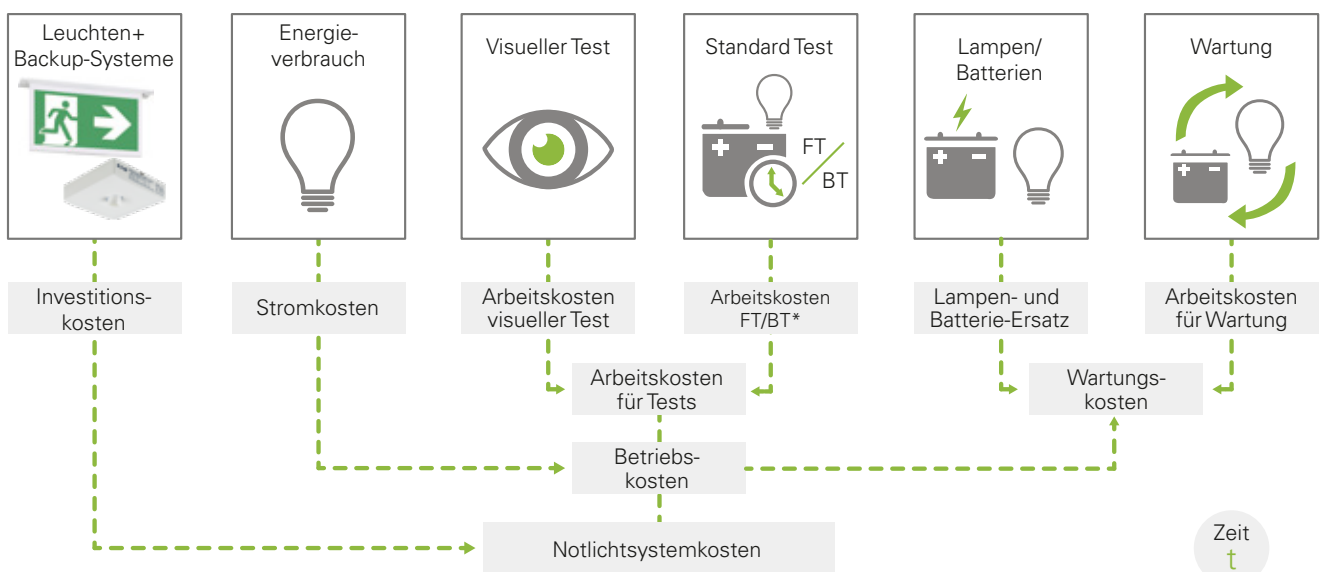 Leuchten+
Backup-Systeme
Energie-
verbrauch
Visueller Test
Standard Test
FT
BT
Lampen/
Batterien
Wartung
Investitions-
kosten
Stromkosten
Arbeitskosten
visueller Test
Arbeitskosten
FT/BT*
Lampen- und
Batterie-Ersatz
Arbeitskosten
für Wartung
Arbeitskosten
für Tests
Wartungs-
kosten
Betriebs-
kosten
Notlichtsystemkosten
Zeit
t